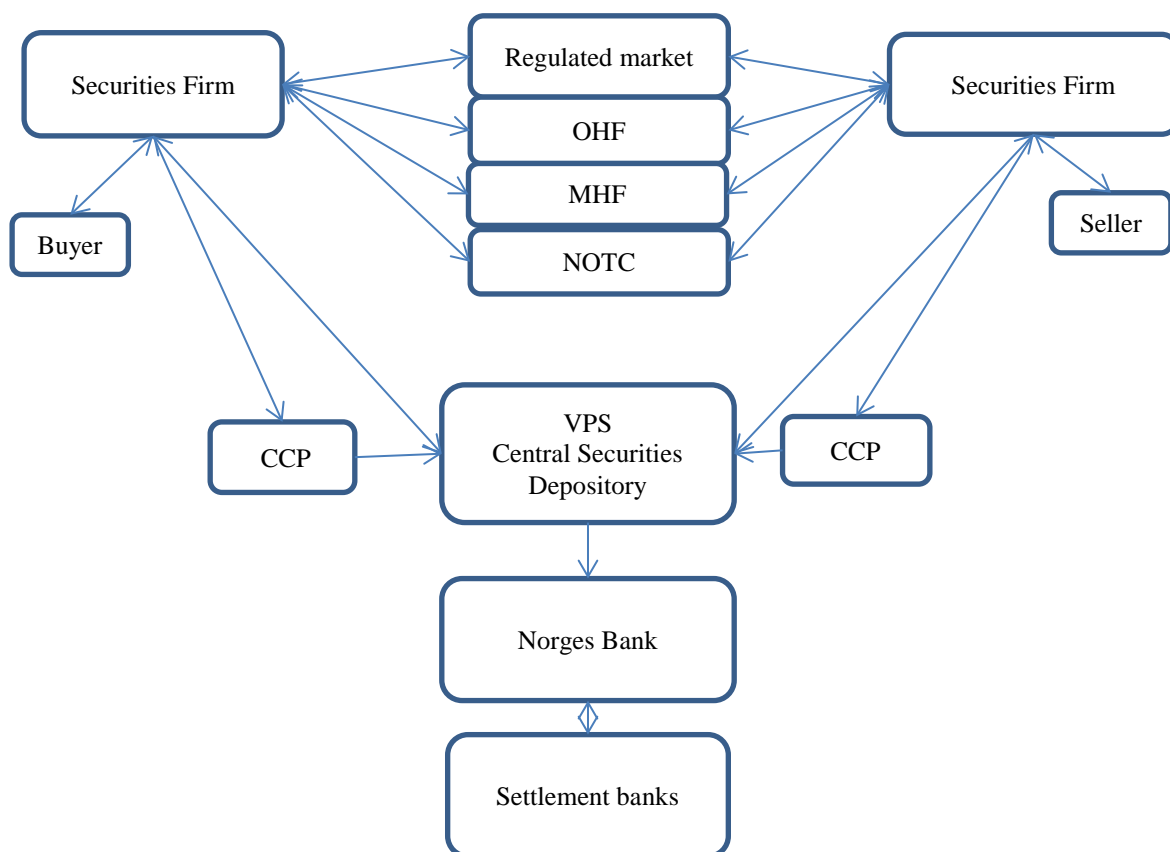 Securities Firm
Regulated market
Securities Firm
OHF
MHF
NOTC
Buyer
Seller
CCP
VPS
Central Securities
Depository
CCP
Norges Bank
Settlement banks